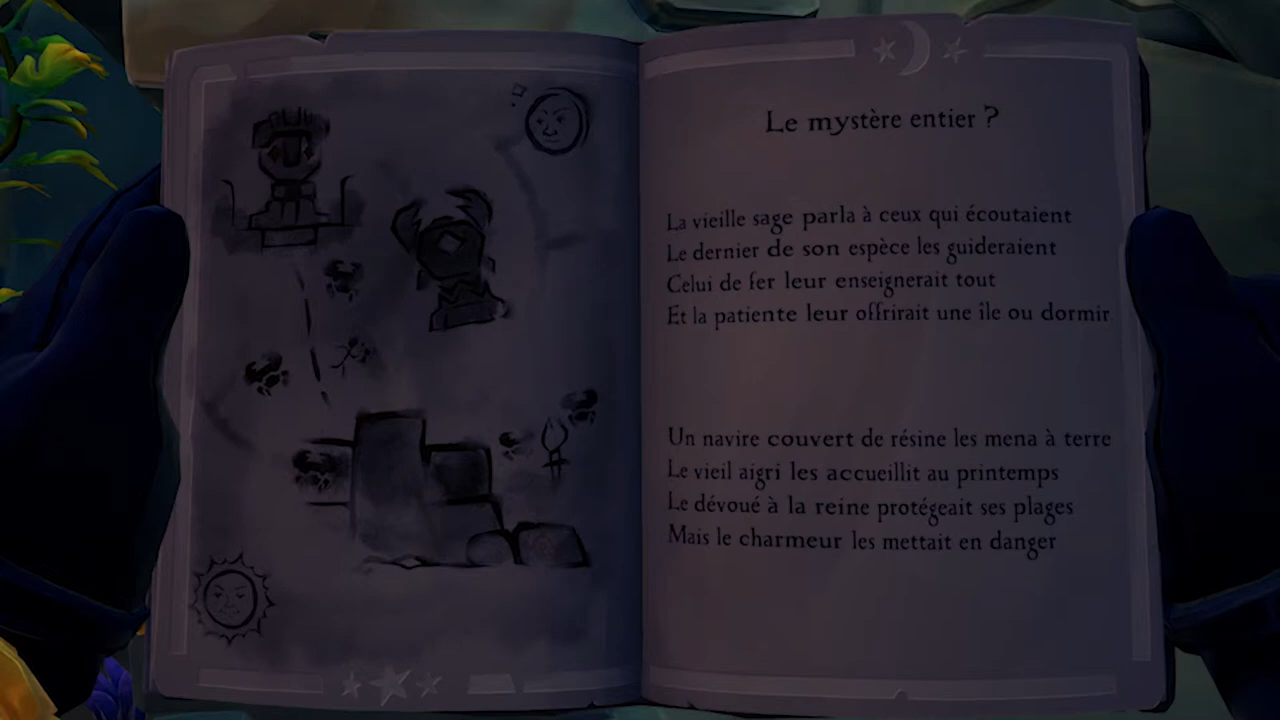 Le mystère entier ?
La vieille sage parla à ceux qui écoutaient
Le dernier de son espèce les guideraient
Celui de fer leur enseignerait tout
Et la patiente leur offrirait une île ou dormir
Un navire couvert de résine les mena à terre
Le vieil aigri les accueillit au printemps
Le dévoué à la reine protégeait ses plages
Mais le charmeur les mettait en danger